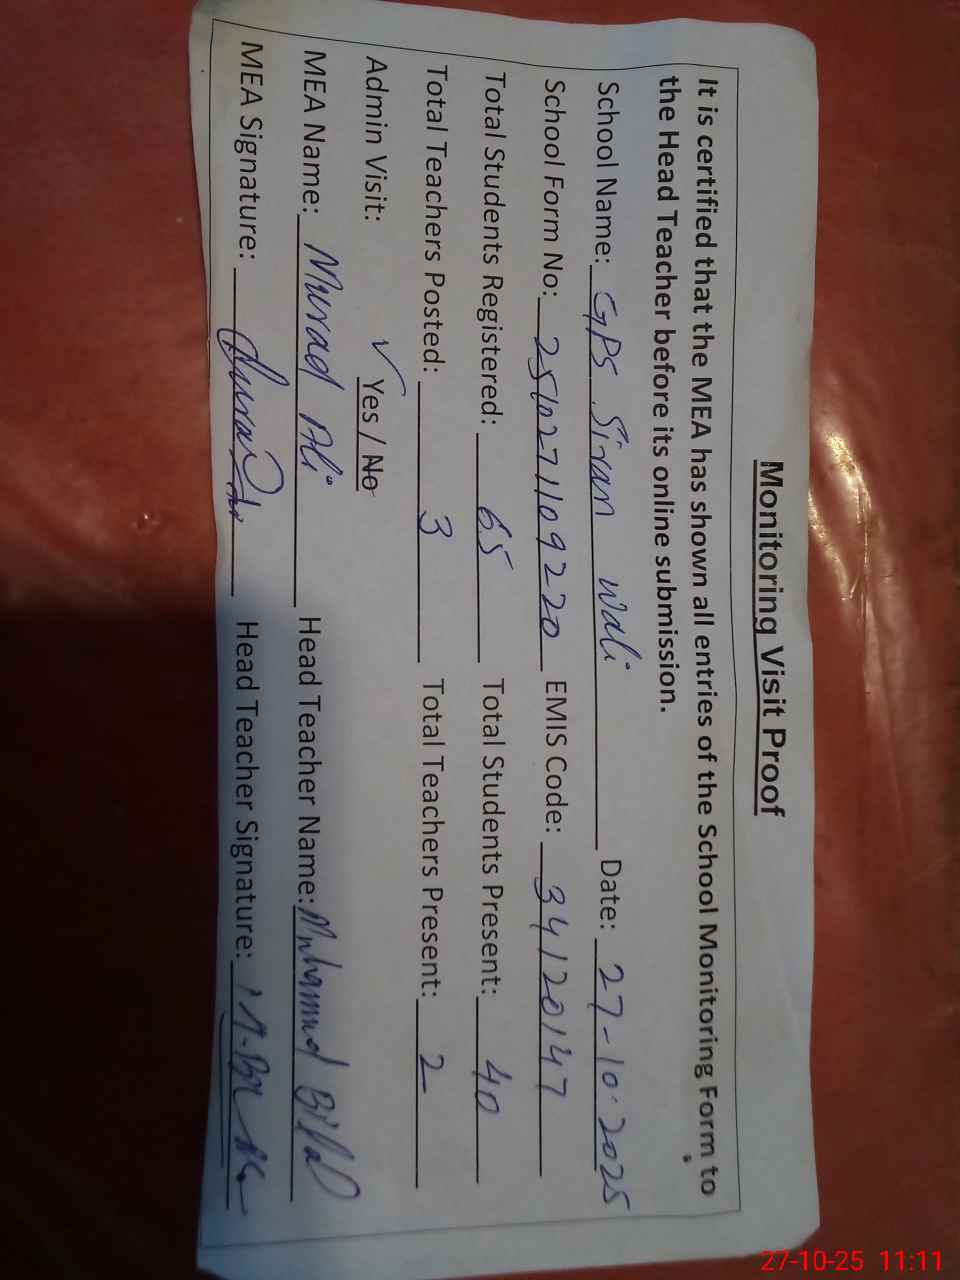 Monitoring Visit Proof
It is certified that the MEA has shown all entries of the School Monitoring Form to
the Head Teacher before its online submission.
School Name: GPS Siran Wali Date: 27-10-2025
School Form No: 2510271109220 EMIS Code: 34120147
Total Students Registered: 65 Total Students Present: 40
Total Teachers Posted: 3 Total Teachers Present: 2
Admin Visit: ✓ Yes / No
MEA Name: Murad Ali Head Teacher Name: Muhammad Bilal
MEA Signature: Head Teacher Signature:
27-10-25 11:11